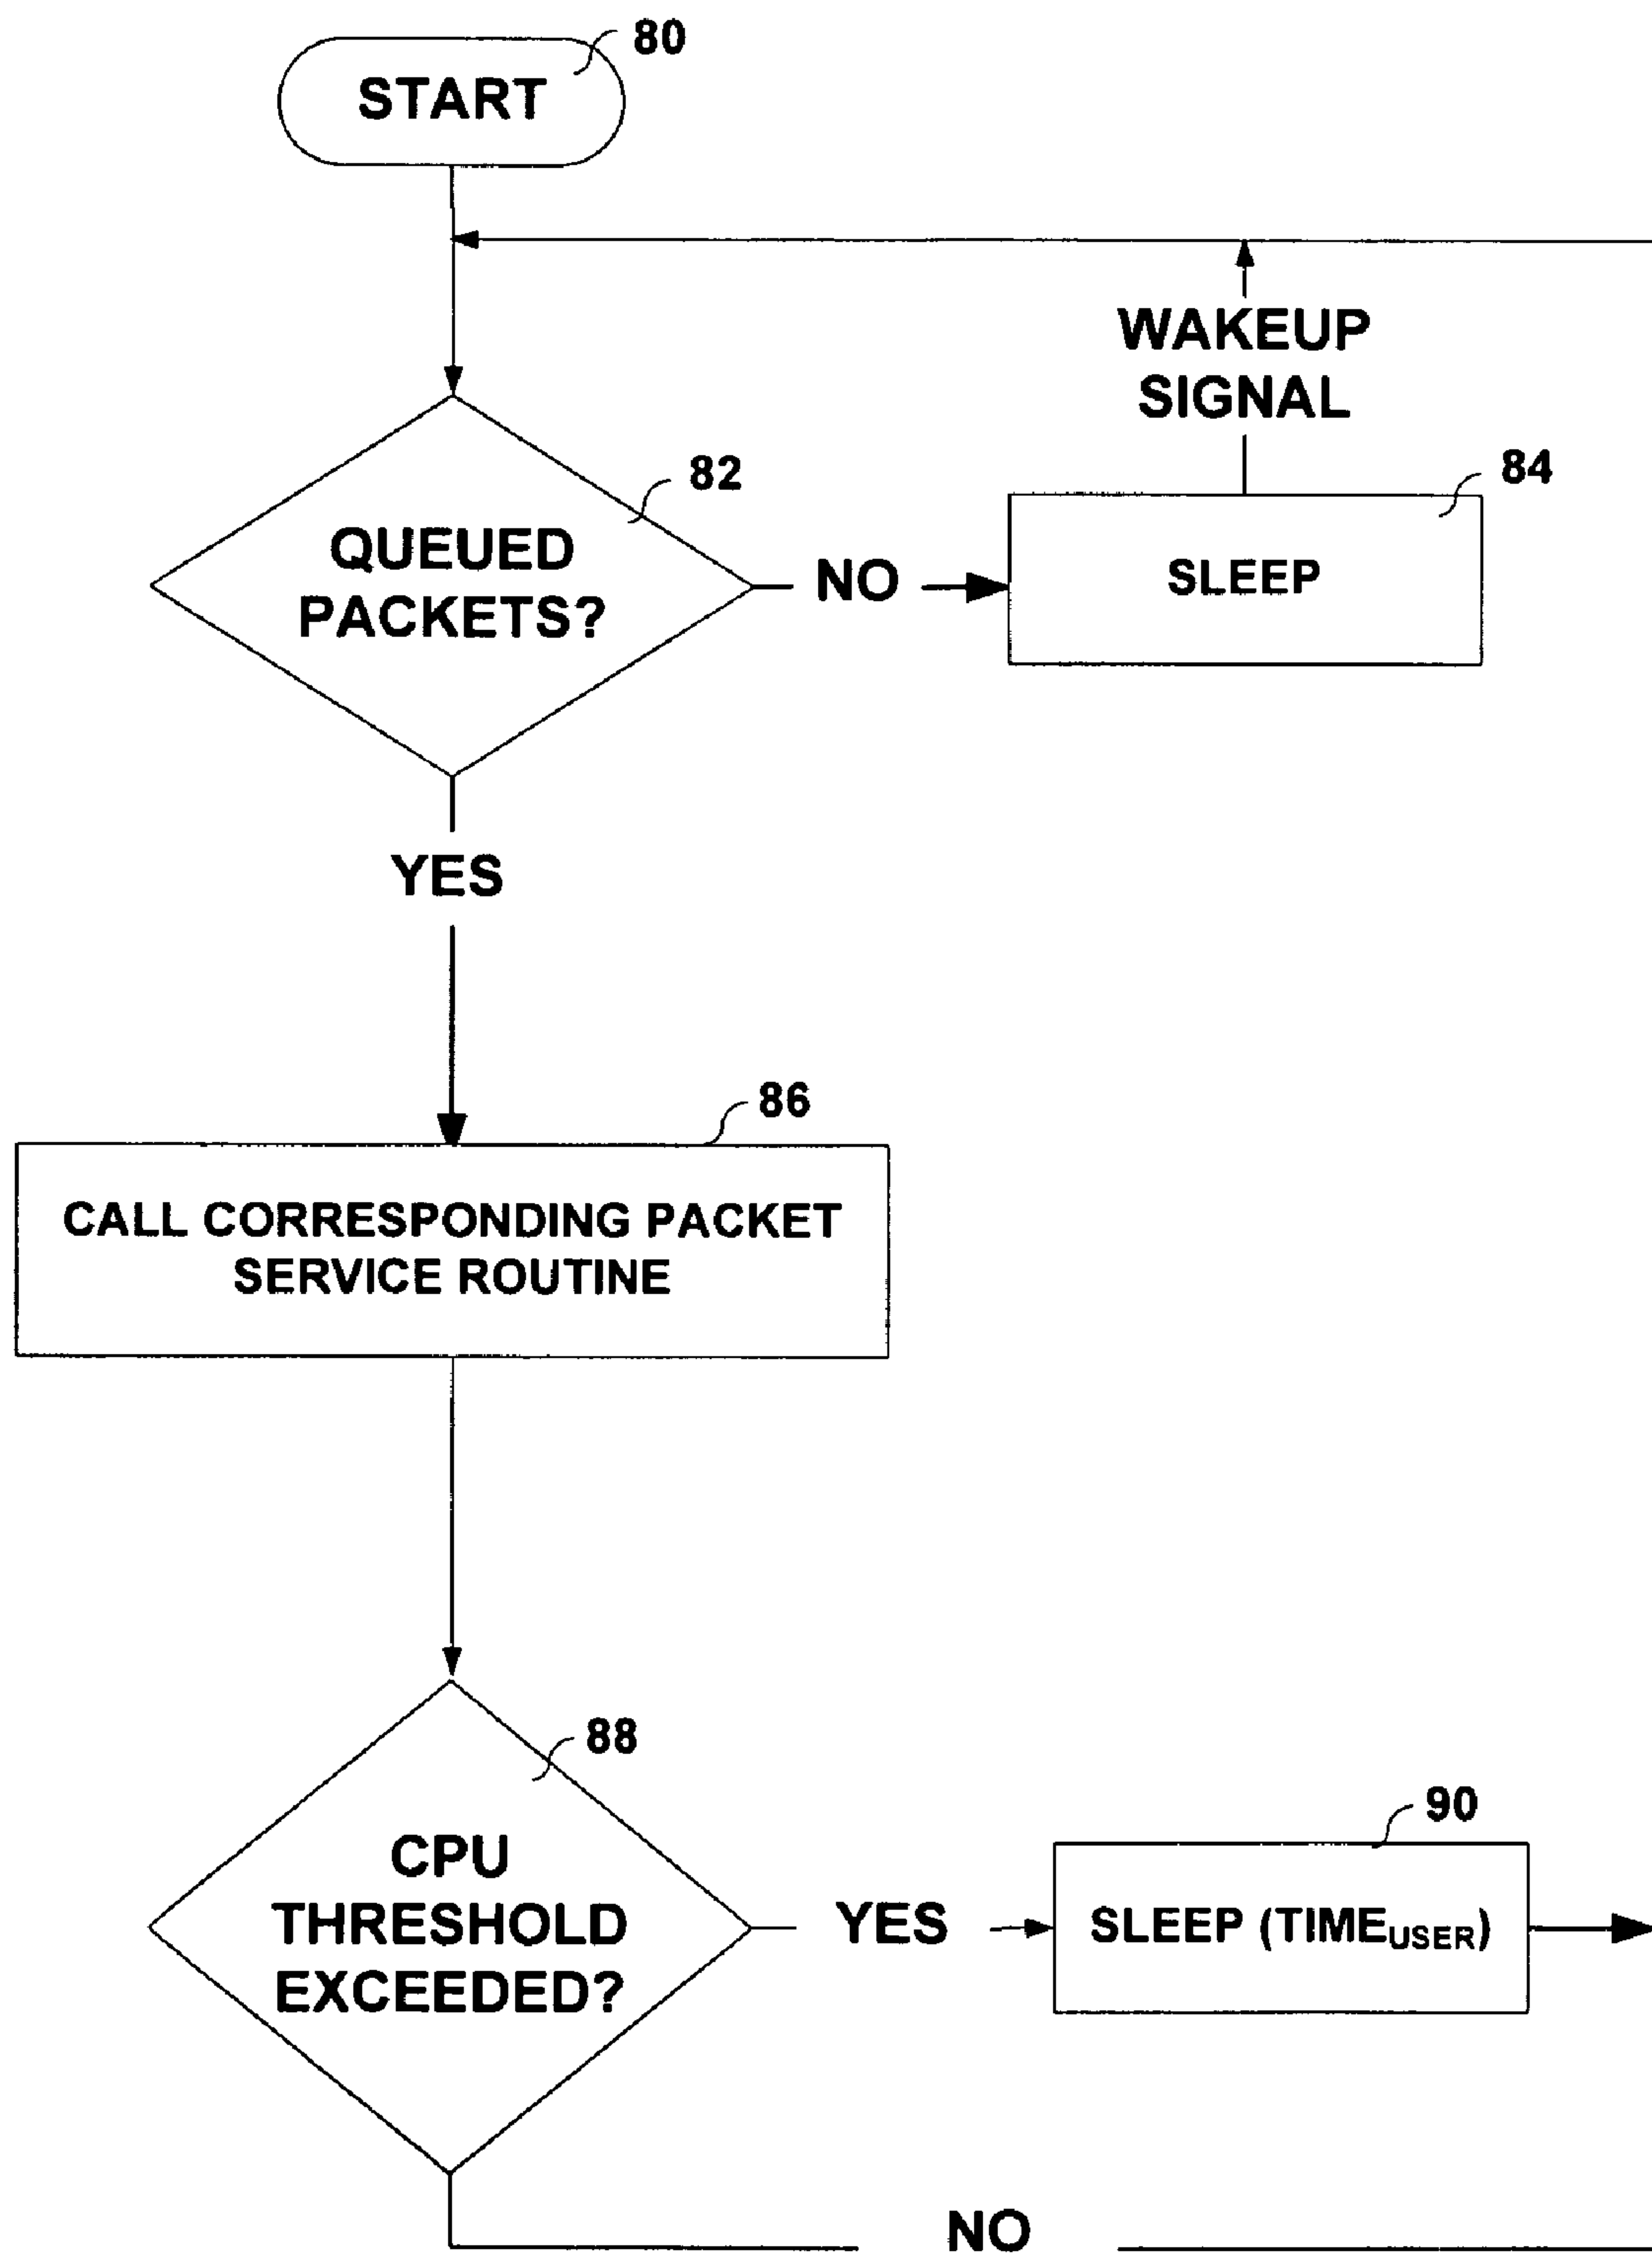 80
START
WAKEUP
SIGNAL
82
84
QUEUED
PACKETS?
NO
SLEEP
YES
86
CALL CORRESPONDING PACKET
SERVICE ROUTINE
88
90
CPU
THRESHOLD
EXCEEDED?
YES
SLEEP (TIME_USER)
NO